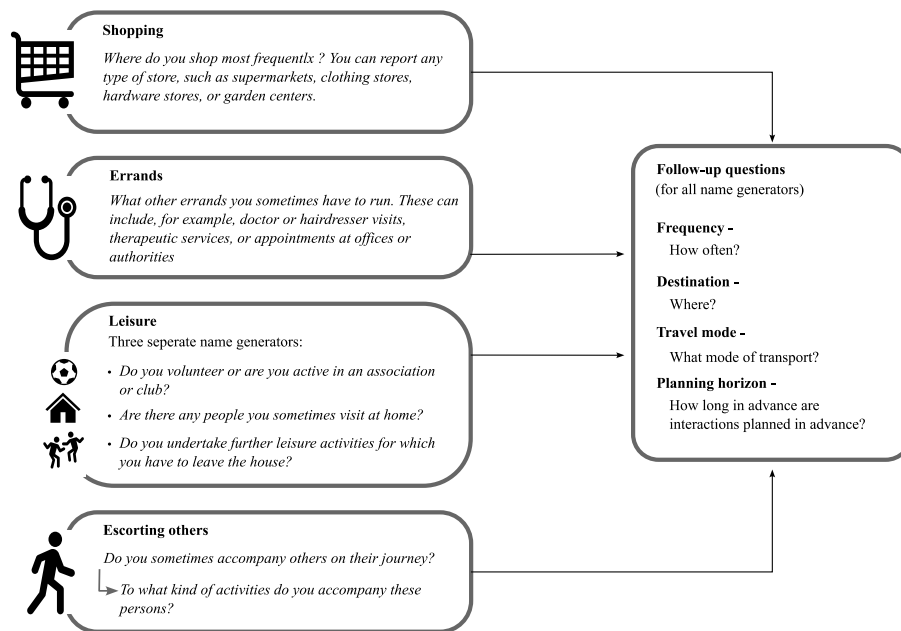 Shopping
Where do you shop most frequentlx ? You can report any
type of store, such as supermarkets, clothing stores,
hardware stores, or garden centers.
Errands
What other errands you sometimes have to run. These can
include, for example, doctor or hairdresser visits,
therapeutic services, or appointments at offices or
authorities
Leisure
Three seperate name generators:
• Do you volunteer or are you active in an association
or club?
• Are there any people you sometimes visit at home?
• Do you undertake further leisure activities for which
you have to leave the house?
Escorting others
Do you sometimes accompany others on their journey?
To what kind of activities do you accompany these
persons?
Follow-up questions
(for all name generators)
Frequency -
How often?
Destination -
Where?
Travel mode -
What mode of transport?
Planning horizon -
How long in advance are
interactions planned in advance?